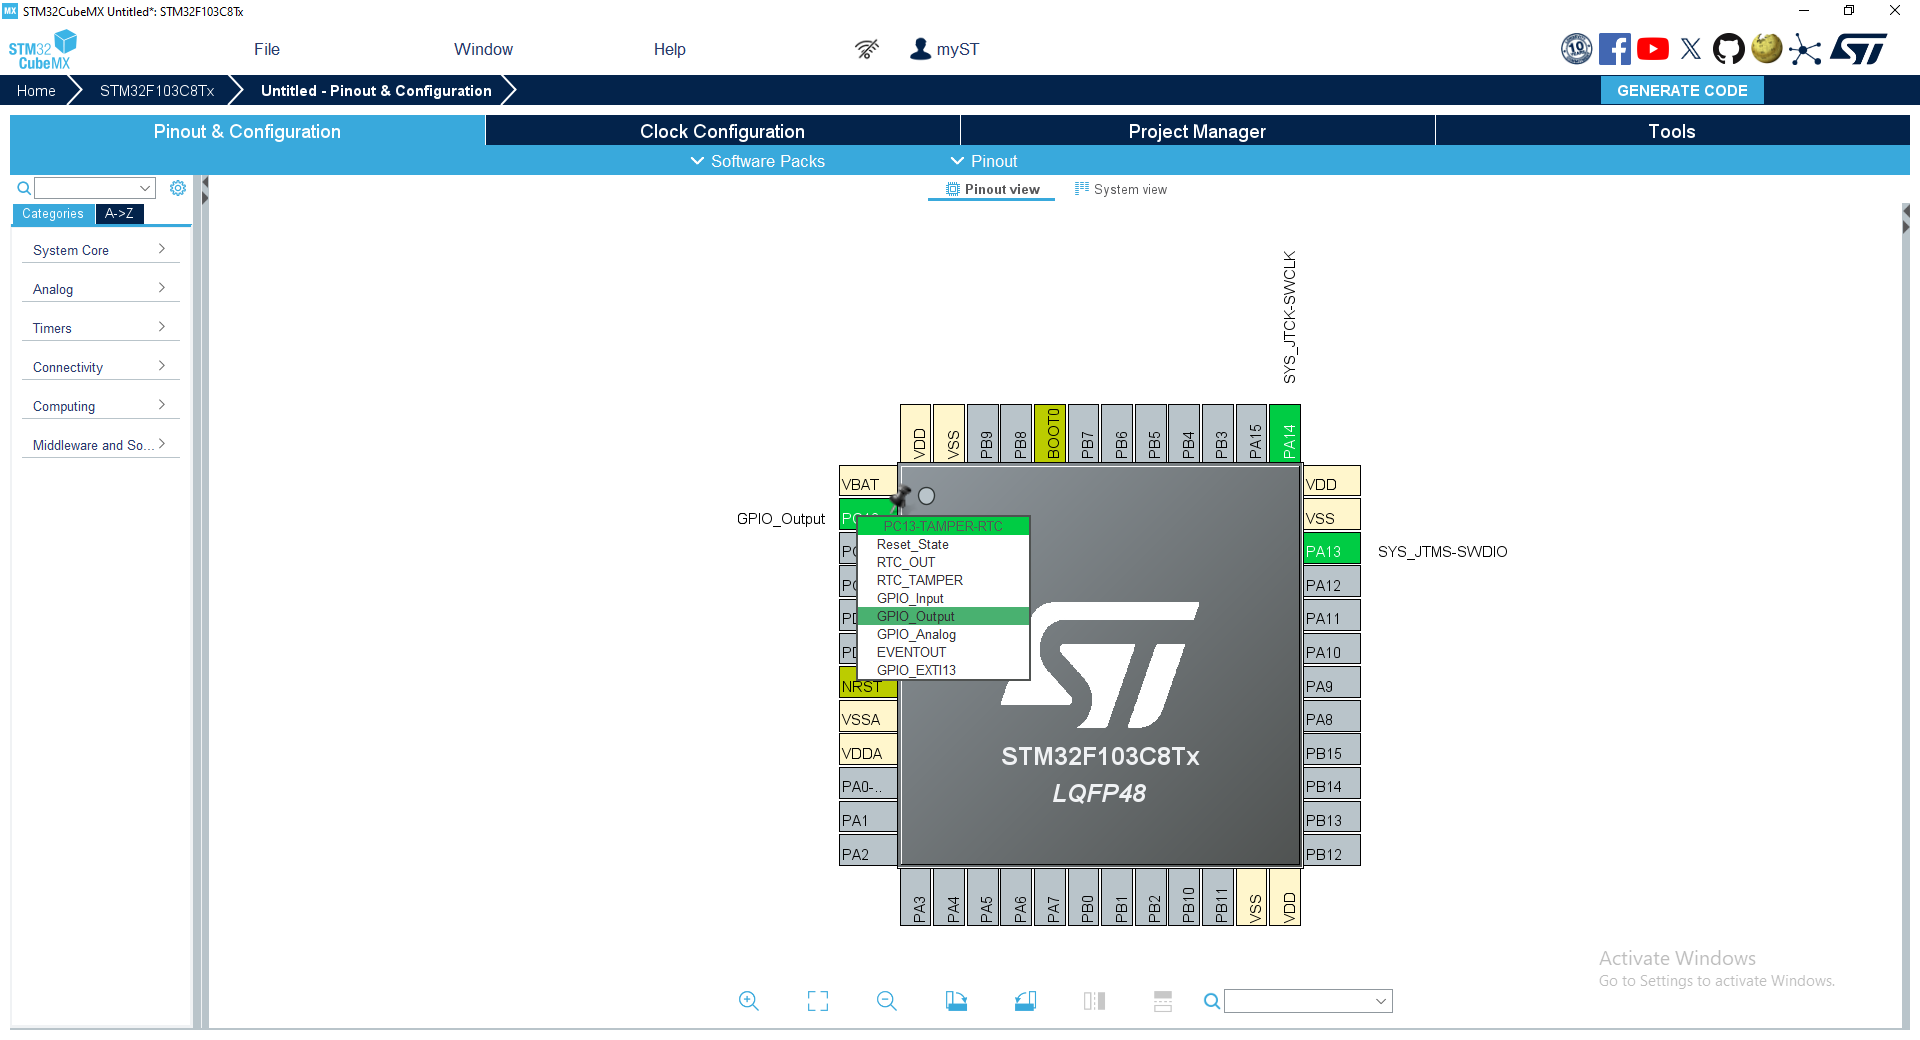 MX STM32CubeMX Untitled*: STM32F103C8Tx
STM32 CubeMX
File Window Help myST
10
Home STM32F103C8Tx Untitled - Pinout & Configuration GENERATE CODE
Pinout & Configuration Clock Configuration Project Manager Tools
Software Packs Pinout
Pinout view System view
Categories A->Z
System Core
Analog
Timers
Connectivity
Computing
Middleware and So...
SYS_JTCK-SWCLK
VDD VSS PB9 PB8 BOOT0 PB7 PB6 PB5 PB4 PB3 PA15 PA14
VBAT
GPIO_Output
PC13-TAMPER-RTC
Reset_State
RTC_OUT
RTC_TAMPER
GPIO_Input
GPIO_Output
GPIO_Analog
EVENTOUT
GPIO_EXTI13
NRST
VSSA
VDDA
PA0-..
PA1
PA2
VDD
VSS
PA13 SYS_JTMS-SWDIO
PA12
PA11
PA10
PA9
PA8
PB15
PB14
PB13
PB12
ST
STM32F103C8Tx
LQFP48
PA3 PA4 PA5 PA6 PA7 PB0 PB1 PB2 PB10 PB11 VSS VDD
Activate Windows
Go to Settings to activate Windows.